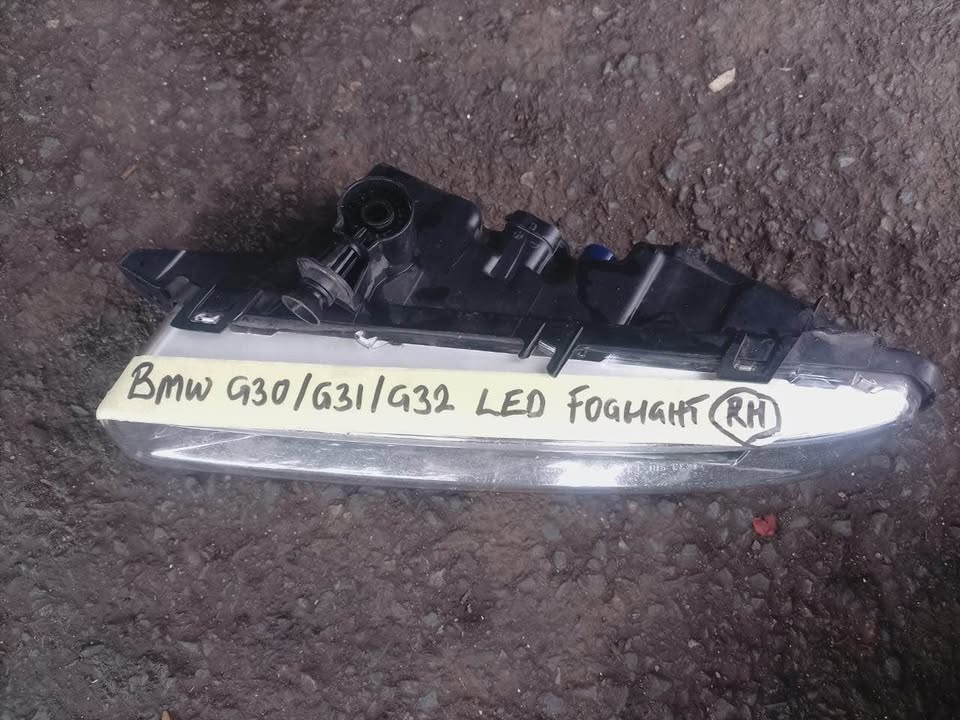 BMW G30/G31/G32 LED FOGLIGHT RH